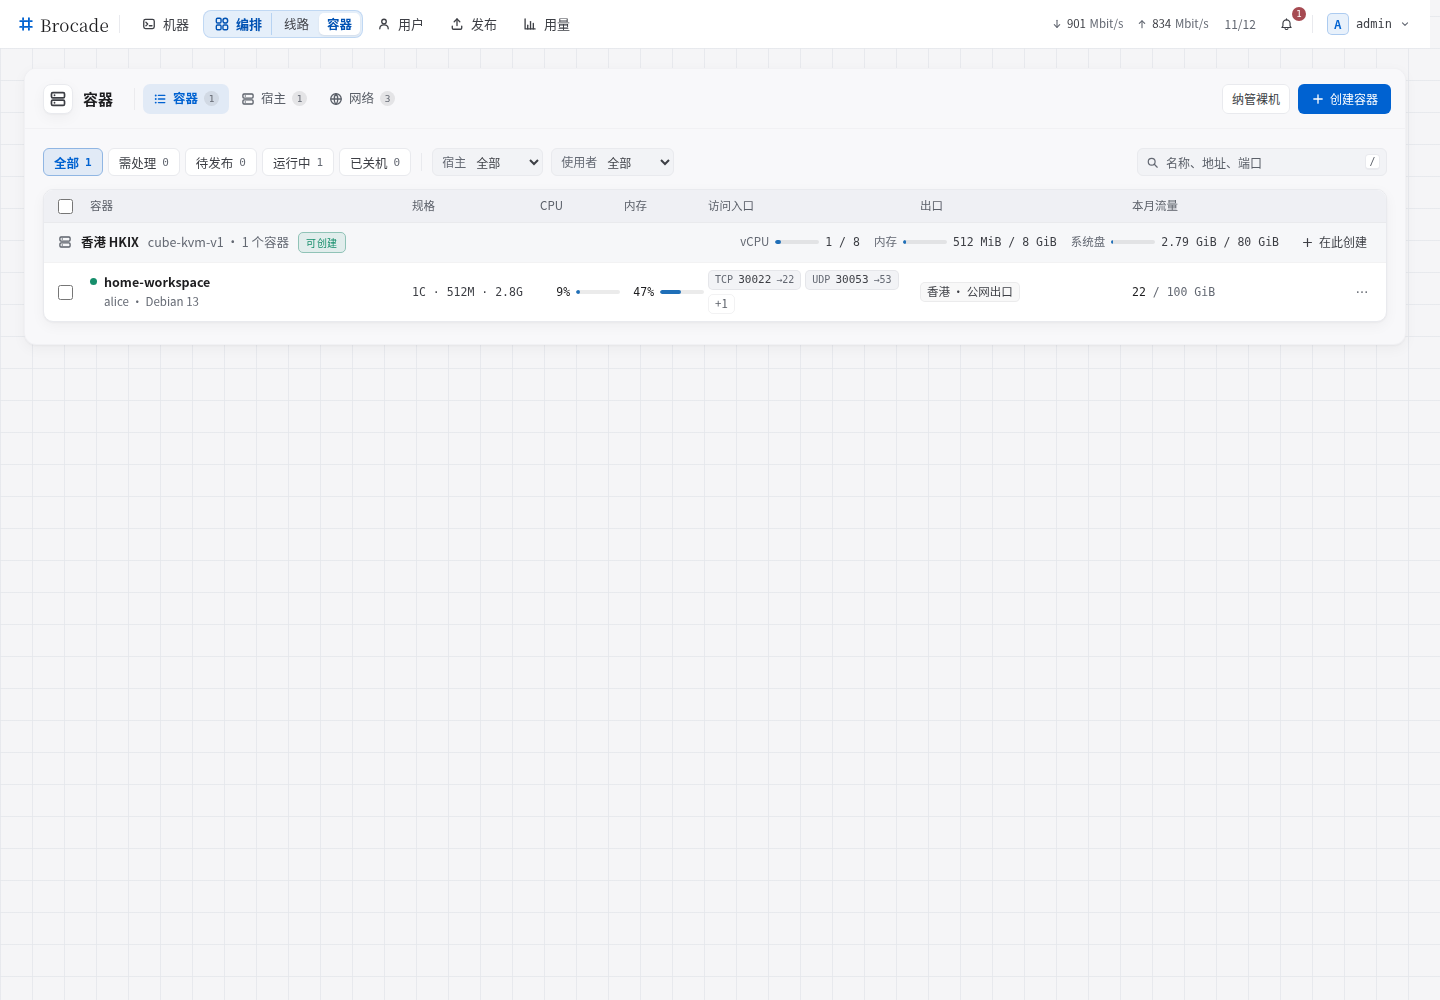 Brocade 机器 编排 线路 容器 用户 发布 用量 ↓ 901 Mbit/s ↑ 834 Mbit/s 11/12 1 A admin
容器 容器 1 宿主 1 网络 3 纳管裸机 + 创建容器
全部 1 需处理 0 待发布 0 运行中 1 已关机 0 宿主 全部 使用者 全部 名称、地址、端口 /
容器 规格 CPU 内存 访问入口 出口 本月流量
香港 HKIX cube-kvm-v1 · 1 个容器 可创建 vCPU 1 / 8 内存 512 MiB / 8 GiB 系统盘 2.79 GiB / 80 GiB + 在此创建
home-workspace 1C · 512M · 2.8G 9% 47% TCP 30022 →22 UDP 30053 →53 香港 · 公网出口 22 / 100 GiB ···
alice · Debian 13 +1